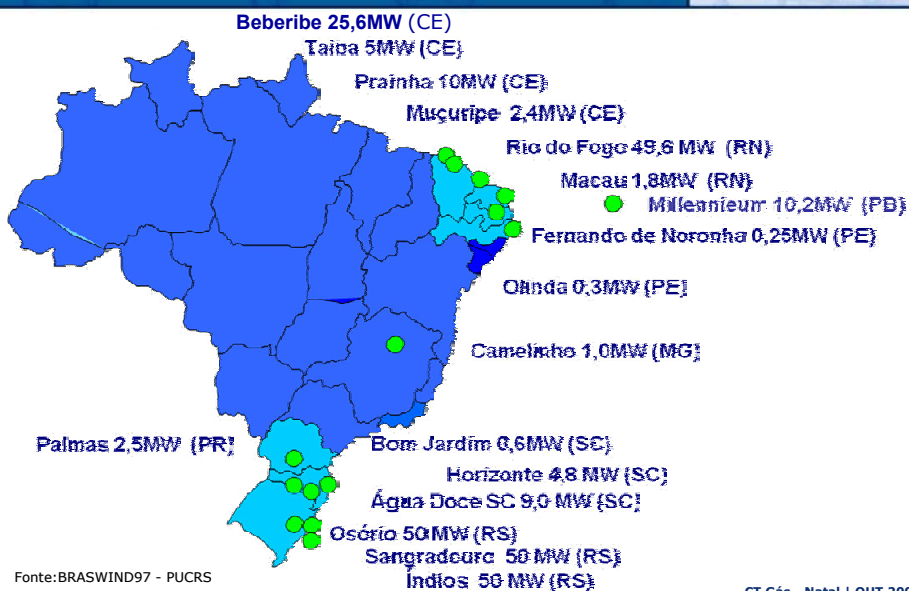 Beberibe 25,6MW (CE)
Taiba 5MW (CE)
Prainha 10MW (CE)
Muçuripe 2,4MW (CE)
Rio do Fogo 49,6 MW (RN)
Macau 1,8MW (RN)
Millennieum 10,2MW (PB)
Fernando de Noronha 0,25MW (PE)
Olinda 0,3MW (PE)
Camelinho 1,0MW (MG)
Palmas 2,5MW (PR)
Bom Jardim 0,6MW (SC)
Horizonte 4,8 MW (SC)
Água Doce SC 9,0 MW (SC)
Osório 50 MW (RS)
Sangradouro 50 MW (RS)
Índios 50 MW (RS)
Fonte:BRASWIND97 - PUCRS